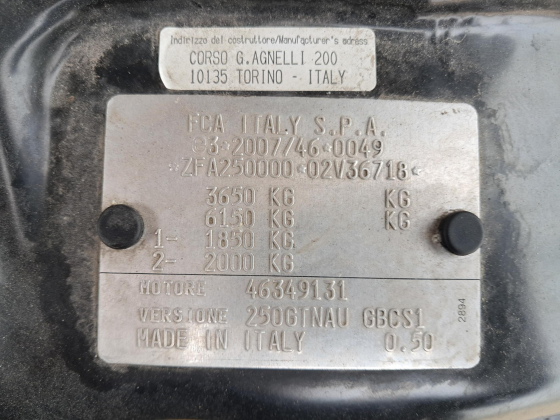 Indirizzo del costruttore/Manufacturer's adress
CORSO G.AGNELLI 200
10135 TORINO - ITALY
FCA ITALY S.P.A.
e3*2007/46*0049
*ZFA250000*02V36718*
3650 KG KG
6150 KG KG
1- 1850 KG
2- 2000 KG
MOTORE 46349131
VERSIONE 250GTNAU GBCS1
MADE IN ITALY 0.50
2894